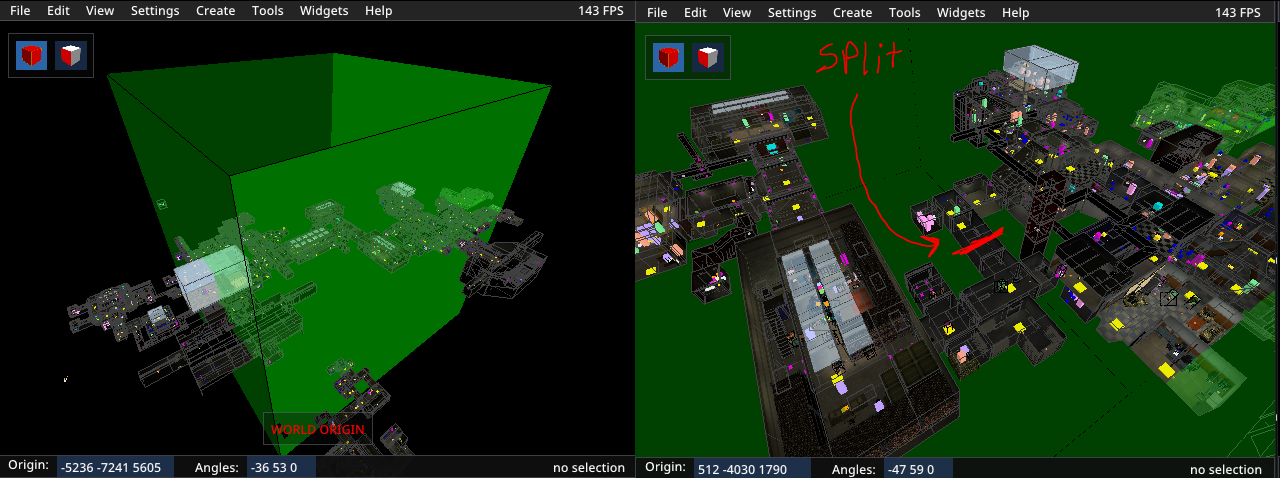 File Edit View Settings Create Tools Widgets Help 143 FPS
WORLD ORIGIN
Origin: -5236 -7241 5605 Angles: -36 53 0 no selection
File Edit View Settings Create Tools Widgets Help 143 FPS
SPlit
Origin: 512 -4030 1790 Angles: -47 59 0 no selection